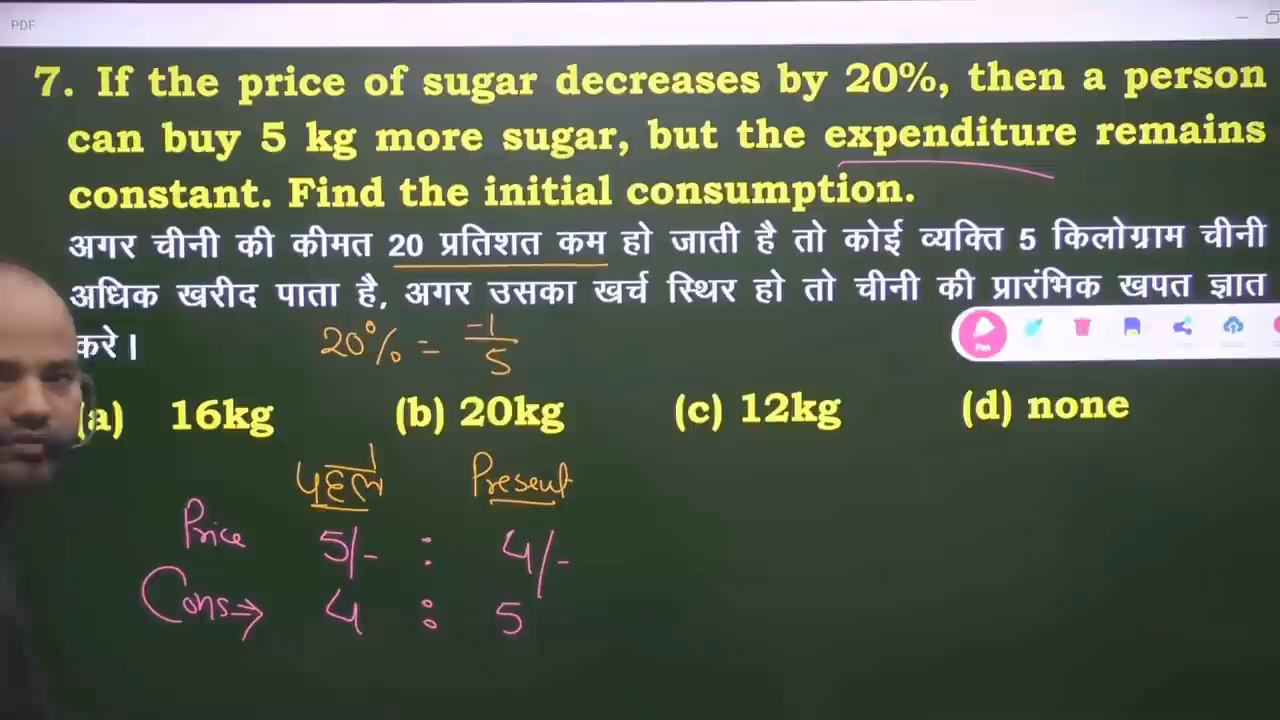 PDF
7. If the price of sugar decreases by 20%, then a person
can buy 5 kg more sugar, but the expenditure remains
constant. Find the initial consumption.
अगर चीनी की कीमत 20 प्रतिशत कम हो जाती है तो कोई व्यक्ति 5 किलोग्राम चीनी
अधिक खरीद पाता है, अगर उसका खर्च स्थिर हो तो चीनी की प्रारंभिक खपत ज्ञात
करे।
20% = -1/5
(a) 16kg (b) 20kg (c) 12kg (d) none
पहले Present
Price 5/- : 4/-
Cons→ 4 : 5